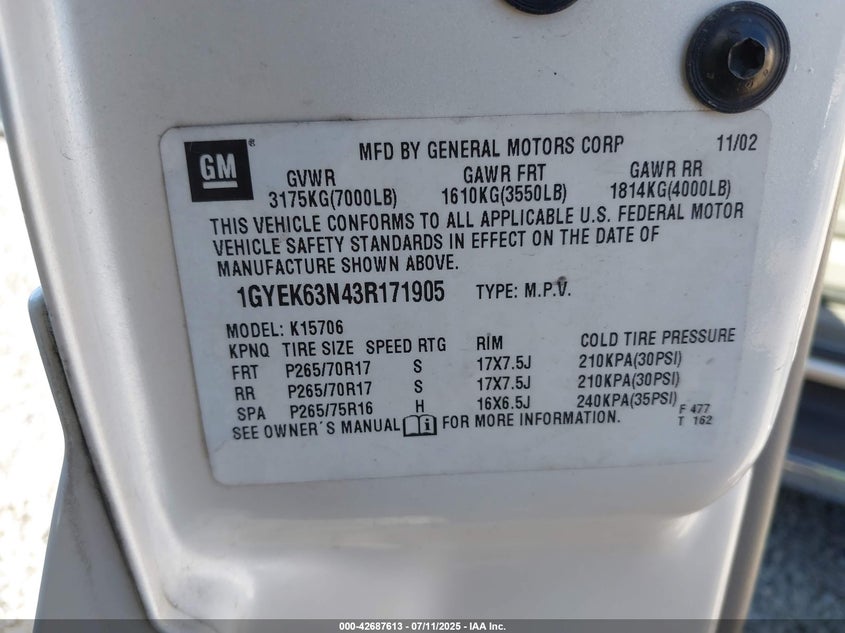 GM ®
MFD BY GENERAL MOTORS CORP 11/02
GVWR GAWR FRT GAWR RR
3175KG(7000LB) 1610KG(3550LB) 1814KG(4000LB)
THIS VEHICLE CONFORMS TO ALL APPLICABLE U.S. FEDERAL MOTOR
VEHICLE SAFETY STANDARDS IN EFFECT ON THE DATE OF
MANUFACTURE SHOWN ABOVE.
1GYEK63N43R171905 TYPE: M.P.V.
MODEL: K15706
KPNQ TIRE SIZE SPEED RTG RIM COLD TIRE PRESSURE
FRT P265/70R17 S 17X7.5J 210KPA(30PSI)
RR P265/70R17 S 17X7.5J 210KPA(30PSI)
SPA P265/75R16 H 16X6.5J 240KPA(35PSI)
SEE OWNER´S MANUAL FOR MORE INFORMATION.
F 477
T 162
000-42687613 - 07/11/2025 - IAA Inc.